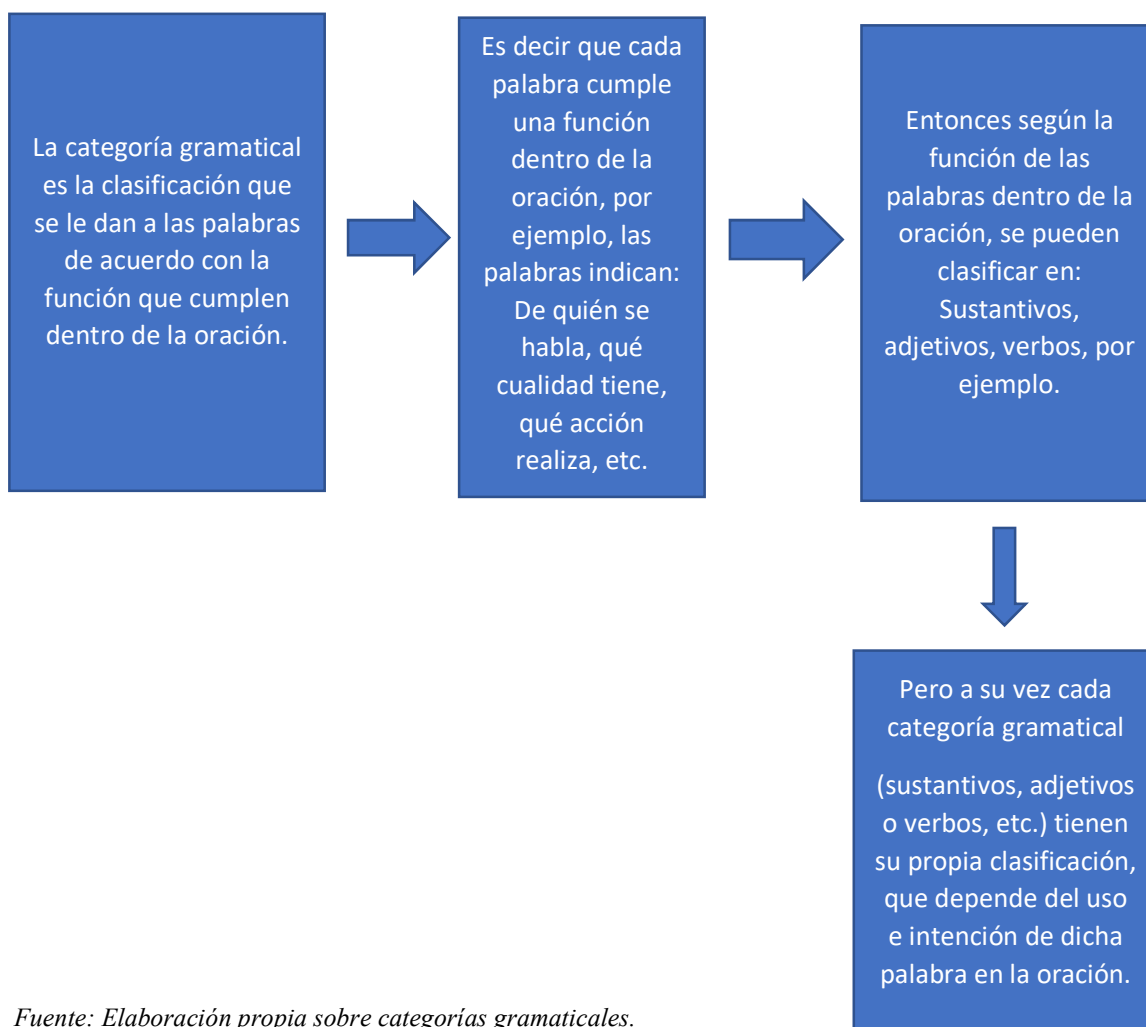 La categoría gramatical
es la clasificación que
se le dan a las palabras
de acuerdo con la
función que cumplen
dentro de la oración.
Es decir que cada
palabra cumple
una función
dentro de la
oración, por
ejemplo, las
palabras indican:
De quién se
habla, qué
cualidad tiene,
qué acción
realiza, etc.
Entonces según la
función de las
palabras dentro de la
oración, se pueden
clasificar en:
Sustantivos,
adjetivos, verbos, por
ejemplo.
Pero a su vez cada
categoría gramatical
(sustantivos, adjetivos
o verbos, etc.) tienen
su propia clasificación,
que depende del uso
e intención de dicha
palabra en la oración.
Fuente: Elaboración propia sobre categorías gramaticales.